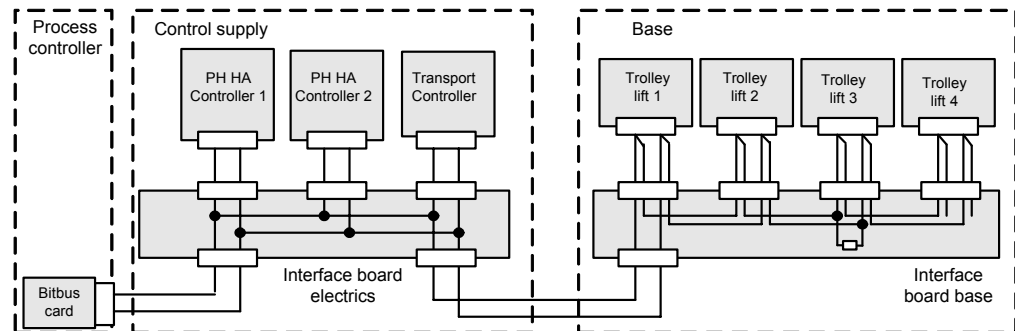 Process
controller
Control supply
Base
PH HA
Controller 1
PH HA
Controller 2
Transport
Controller
Trolley
lift 1
Trolley
lift 2
Trolley
lift 3
Trolley
lift 4
Interface board
electrics
Interface
board base
Bitbus
card